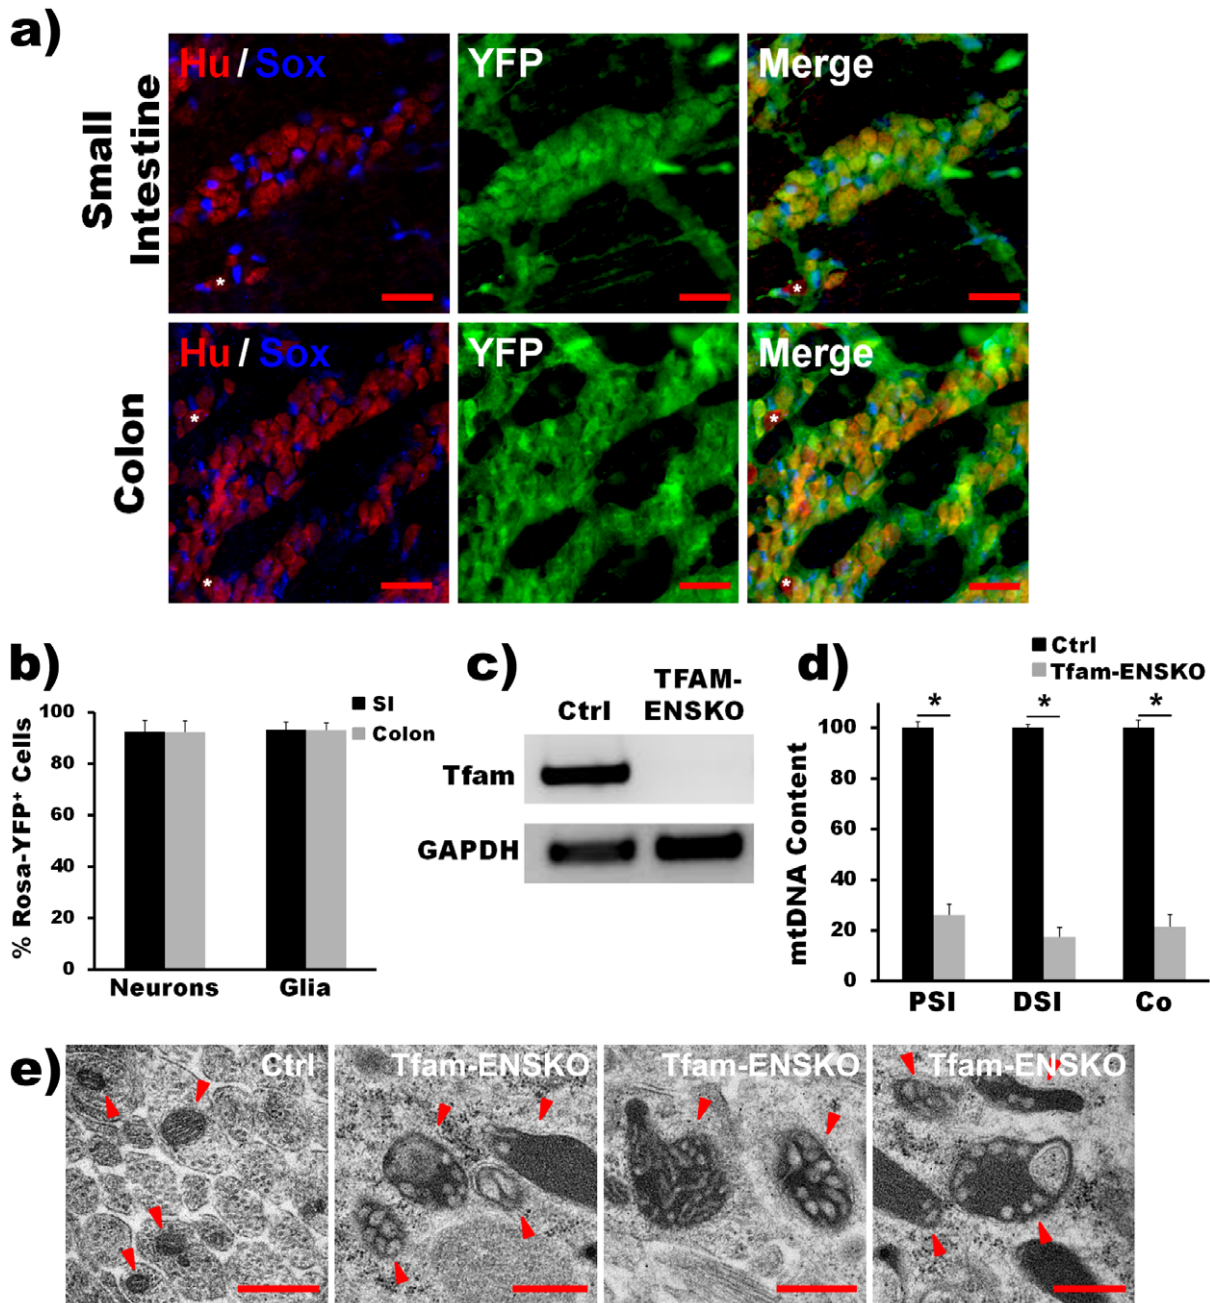 a)
Small
Intestine
Hu / Sox
YFP
Merge
*
*
Colon
Hu / Sox
YFP
Merge
*
*
*
*
b)
% Rosa-YFP+ Cells
100
80
60
40
20
0
Neurons
Glia
SI
Colon
c)
Ctrl
TFAM-
ENSKO
Tfam
GAPDH
d)
Ctrl
Tfam-ENSKO
mtDNA Content
100
80
60
40
20
0
*
*
*
PSI
DSI
Co
e)
Ctrl
Tfam-ENSKO
Tfam-ENSKO
Tfam-ENSKO